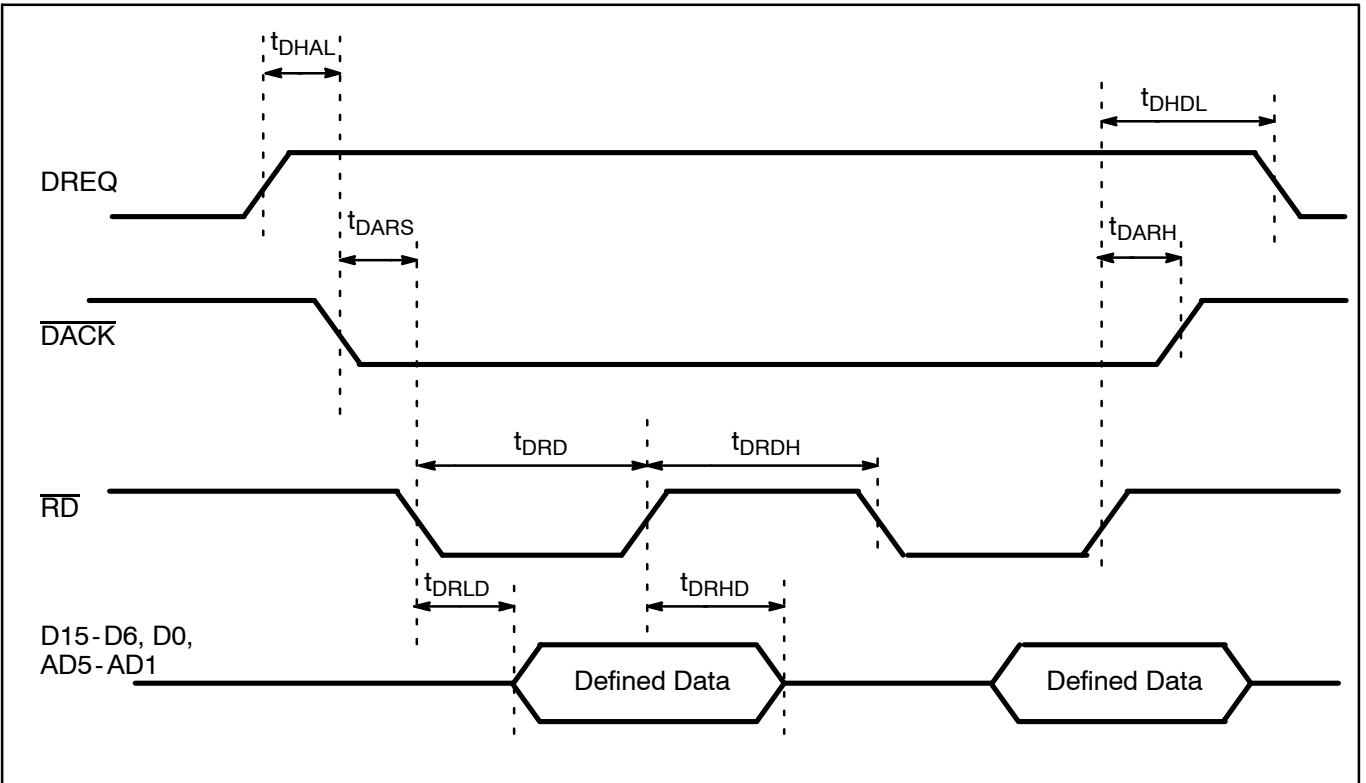 tDHAL
tDHDL
DREQ
tDARS
tDARH
DACK
tDRD
tDRDH
RD
tDRLD
tDRHD
D15-D6, D0,
AD5-AD1
Defined Data
Defined Data